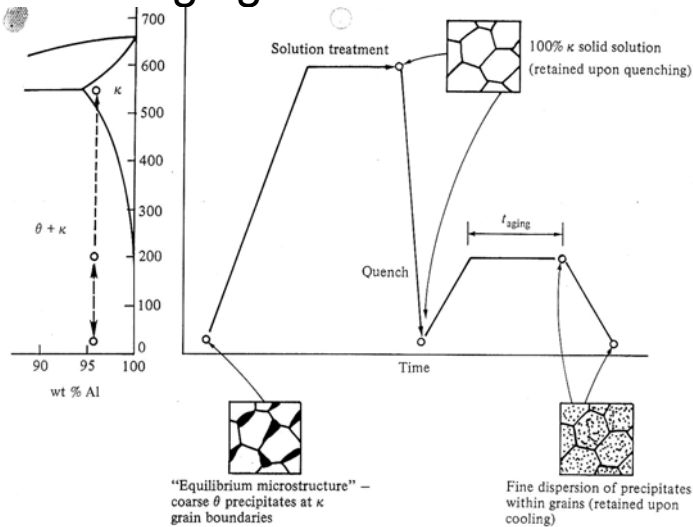 700
600
500
400
300
200
100
0
κ
θ + κ
90 95 100
wt % Al
Solution treatment
100% κ solid solution
(retained upon quenching)
t aging
Quench
Time
"Equilibrium microstructure" –
coarse θ precipitates at κ
grain boundaries
Fine dispersion of precipitates
within grains (retained upon
cooling)